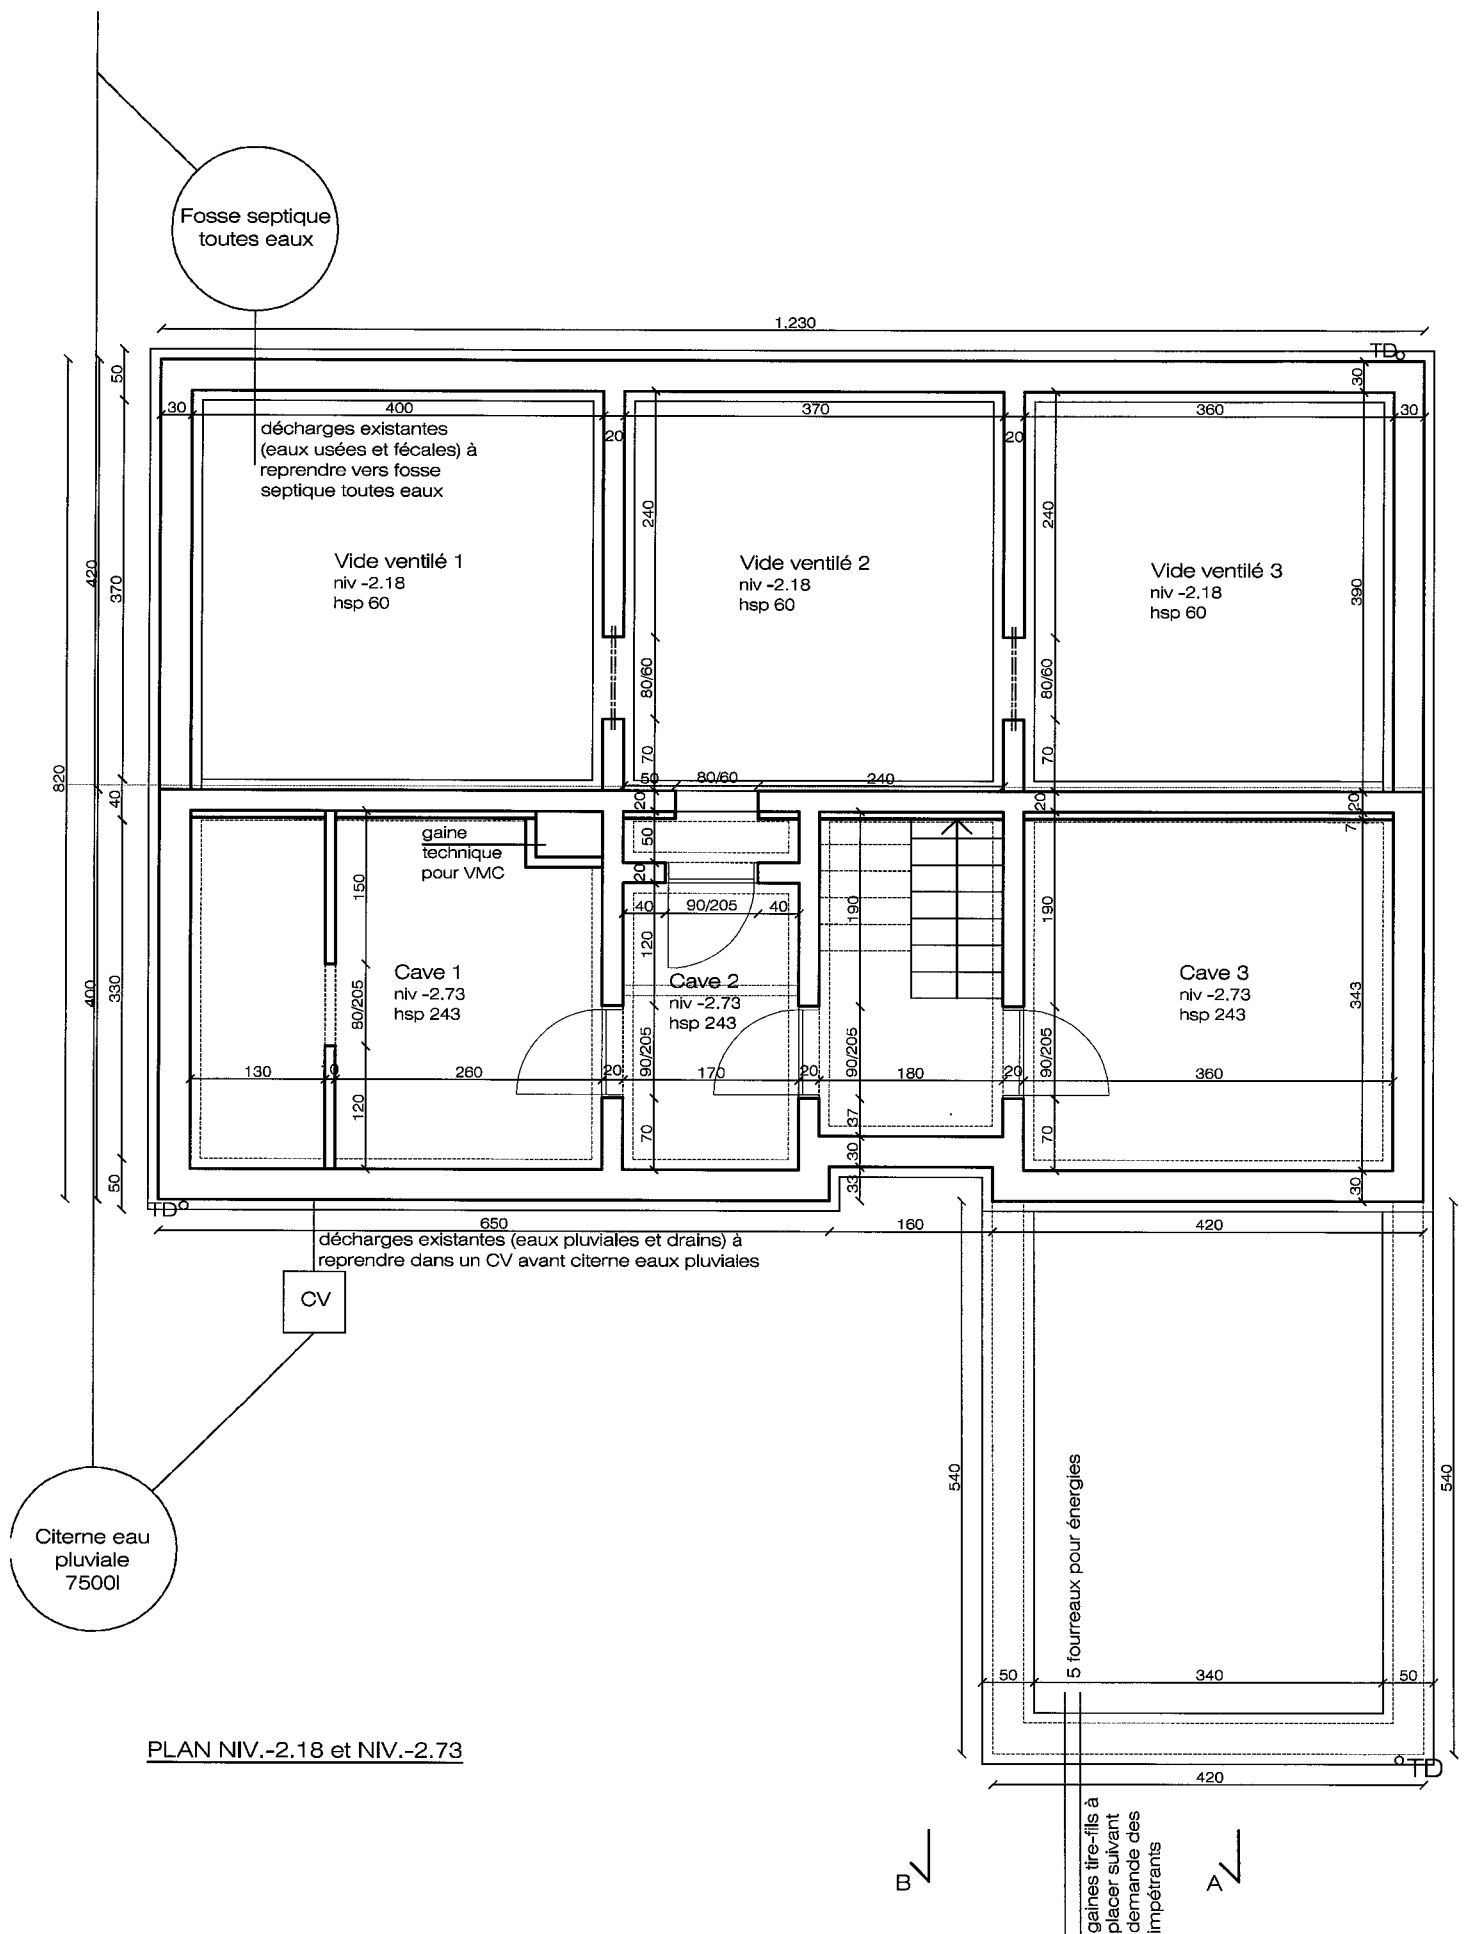 Fosse septique
toutes eaux
1,230
TD
50
30
30
400
370
360
30
20
20
décharges existantes
(eaux usées et fécales) à
reprendre vers fosse
septique toutes eaux
240
240
Vide ventilé 1
niv -2.18
hsp 60
Vide ventilé 2
niv -2.18
hsp 60
Vide ventilé 3
niv -2.18
hsp 60
420
370
390
80/60
80/60
70
70
820
50
80/60
240
40
20
20
20
7
gaine
technique
pour VMC
50
20
150
190
190
40
90/205
40
120
Cave 1
niv -2.73
hsp 243
Cave 2
niv -2.73
hsp 243
Cave 3
niv -2.73
hsp 243
400
330
343
80/205
90/205
90/205
90/205
130
10
260
20
170
20
180
20
360
120
70
37
70
50
30
33
30
TD
650
160
420
décharges existantes (eaux pluviales et drains) à
reprendre dans un CV avant citerne eaux pluviales
CV
540
540
5 fourreaux pour énergies
Citerne eau
pluviale
7500l
50
340
50
PLAN NIV.-2.18 et NIV.-2.73
TD
420
gaines tire-fils à
placer suivant
demande des
impétrants
B
A